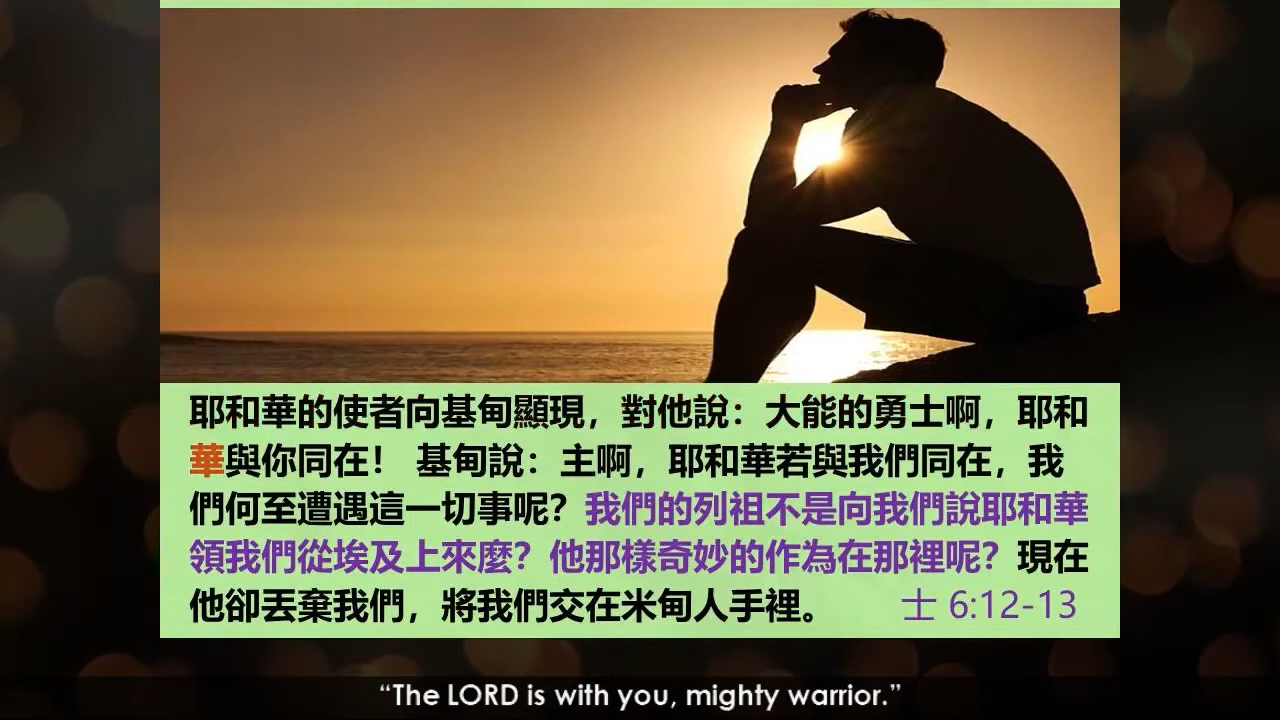 耶和華的使者向基甸顯現，對他說：大能的勇士啊，耶和
華與你同在！ 基甸說：主啊，耶和華若與我們同在，我
們何至遭遇這一切事呢？我們的列祖不是向我們說耶和華
領我們從埃及上來麼？他那樣奇妙的作為在那裡呢？現在
他卻丟棄我們，將我們交在米甸人手裡。 士 6:12-13
“The LORD is with you, mighty warrior.”